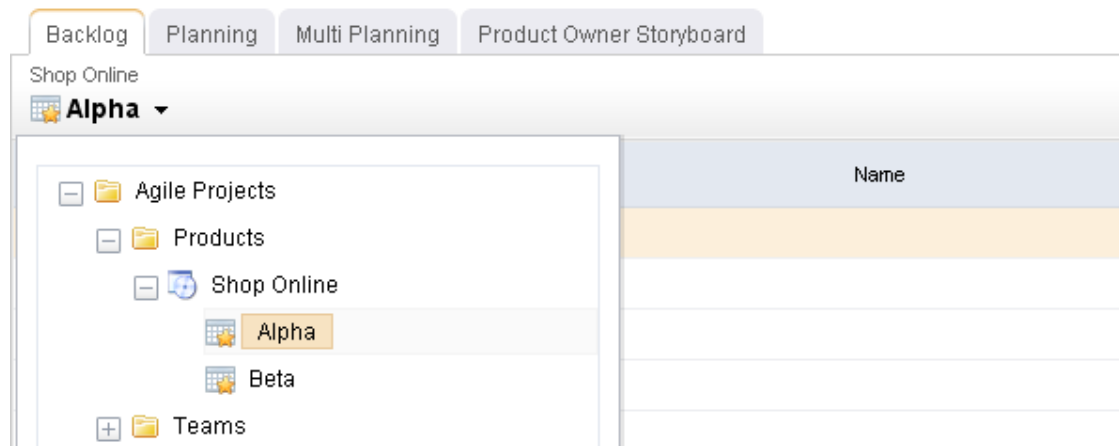 Backlog Planning Multi Planning Product Owner Storyboard
Shop Online
Alpha
Name
Agile Projects
Products
Shop Online
Alpha
Beta
Teams